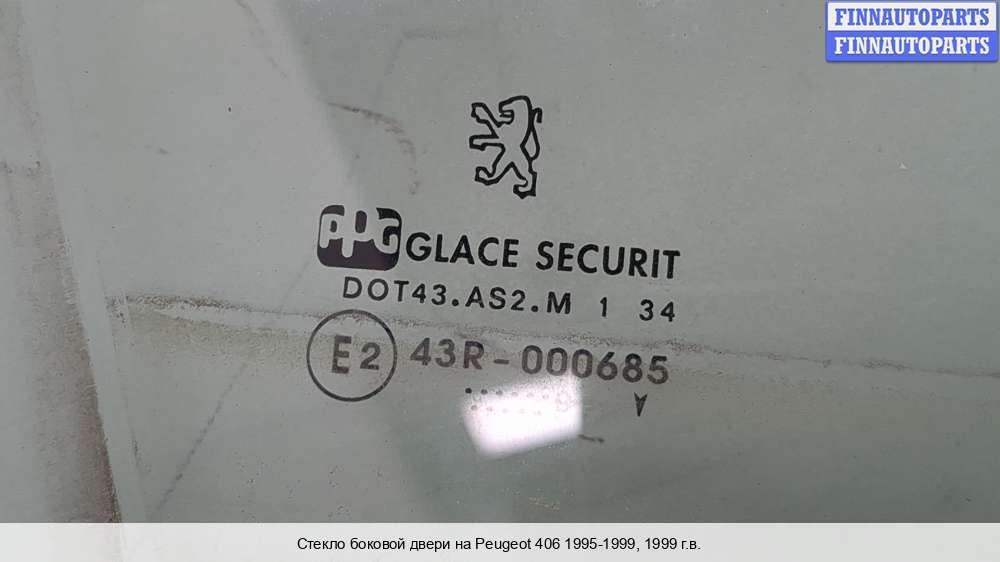 FINNAUTOPARTS
FINNAUTOPARTS
PPG GLACE SECURIT
DOT43.AS2.M 1 34
E2 43R-000685
Стекло боковой двери на Peugeot 406 1995-1999, 1999 г.в.